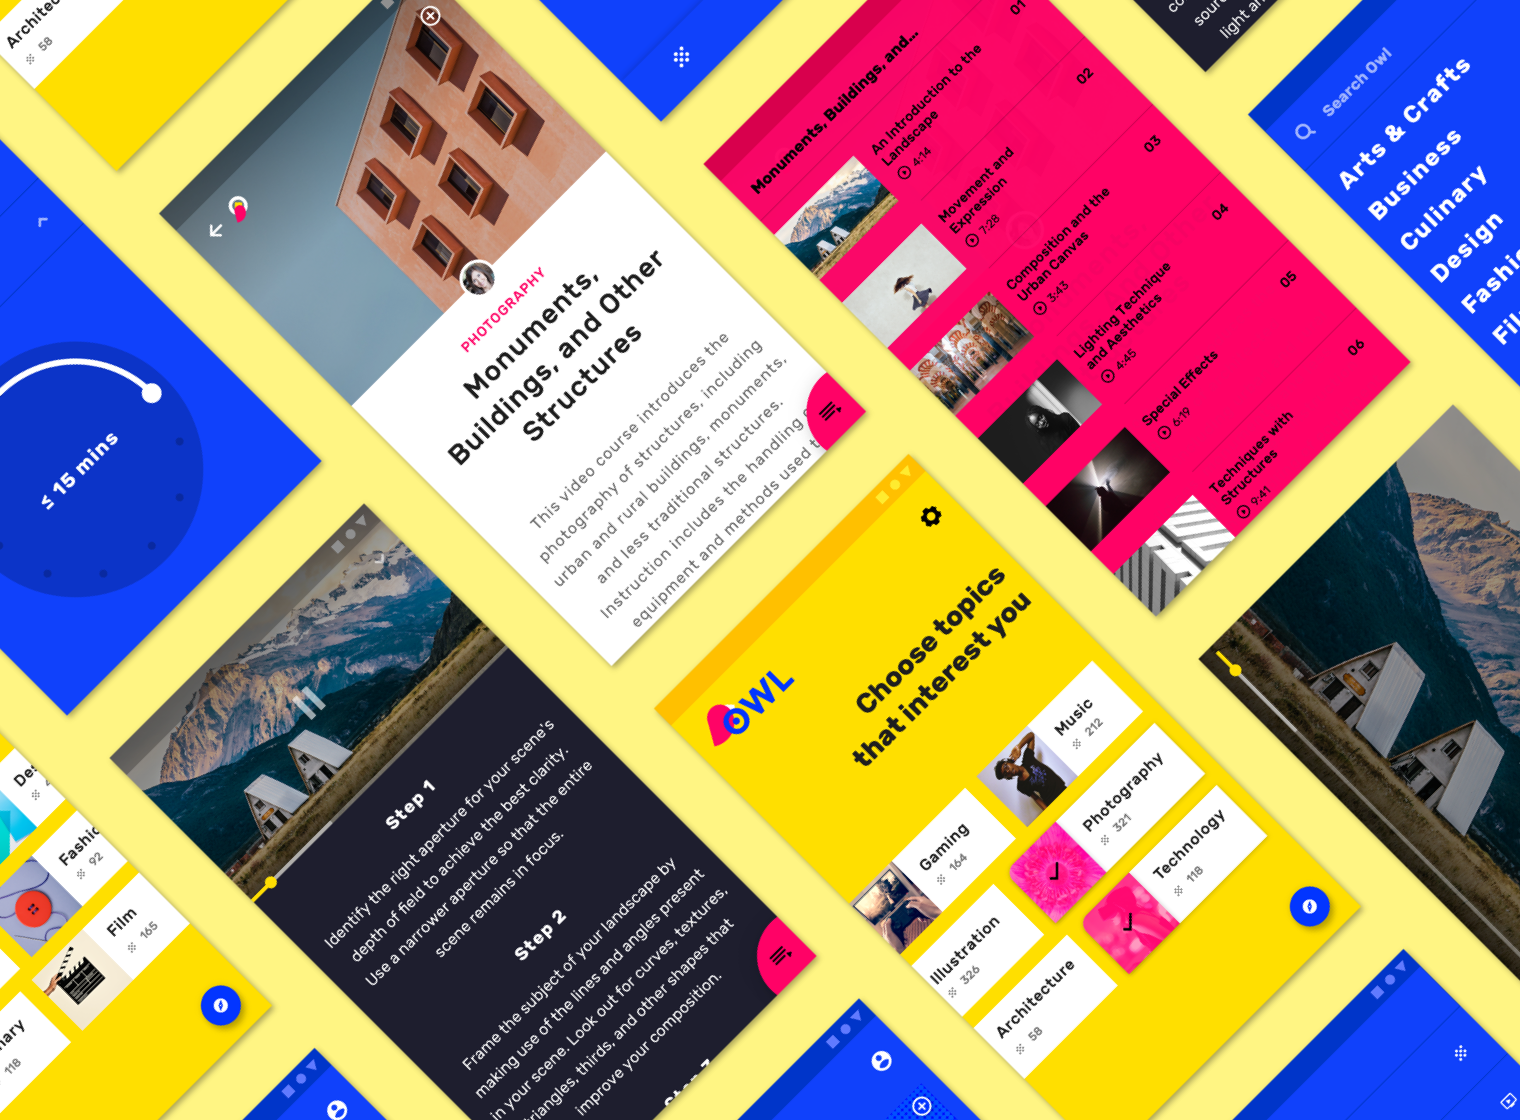 58
≤ 15 mins
92
Film
165
118
PHOTOGRAPHY
Monuments,
Buildings, and Other
Structures
This video course introduces the
photography of structures, including
urban and rural buildings, monuments,
and less traditional structures.
Instruction includes the handling
equipment and methods used
Step 1
Identify the right aperture for your scene's
depth of field to achieve the best clarity.
Use a narrower aperture so that the entire
scene remains in focus.
Step 2
Frame the subject of your landscape by
making use of the lines and angles present
in your scene. Look out for curves, textures,
triangles, thirds, and other shapes that
improve your composition.
Monuments, Buildings, and...
01
An Introduction to the
Landscape
4:14
02
Movement and
Expression
7:28
03
Composition and the
Urban Canvas
3:43
04
Lighting Technique
and Aesthetics
4:45
05
Special Effects
6:19
06
Techniques with
Structures
9:41
OWL
Choose topics
that interest you
Music
212
Gaming
164
Photography
321
Illustration
326
Technology
118
Architecture
58
light
Search Owl
Arts & Crafts
Business
Culinary
Design